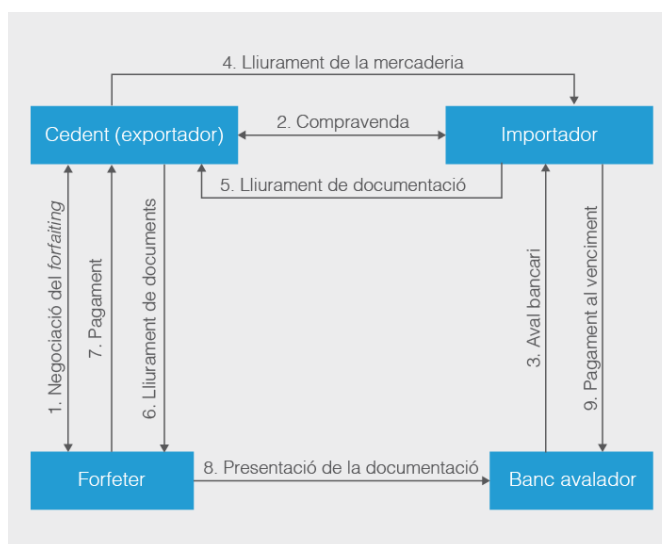 4. Lliurament de la mercaderia
Cedent (exportador)
2. Compravenda
Importador
5. Lliurament de documentació
1. Negociació del forfaiting
7. Pagament
6. Lliurament de documents
3. Aval bancari
9. Pagament al venciment
Forfeter
8. Presentació de la documentació
Banc avalador